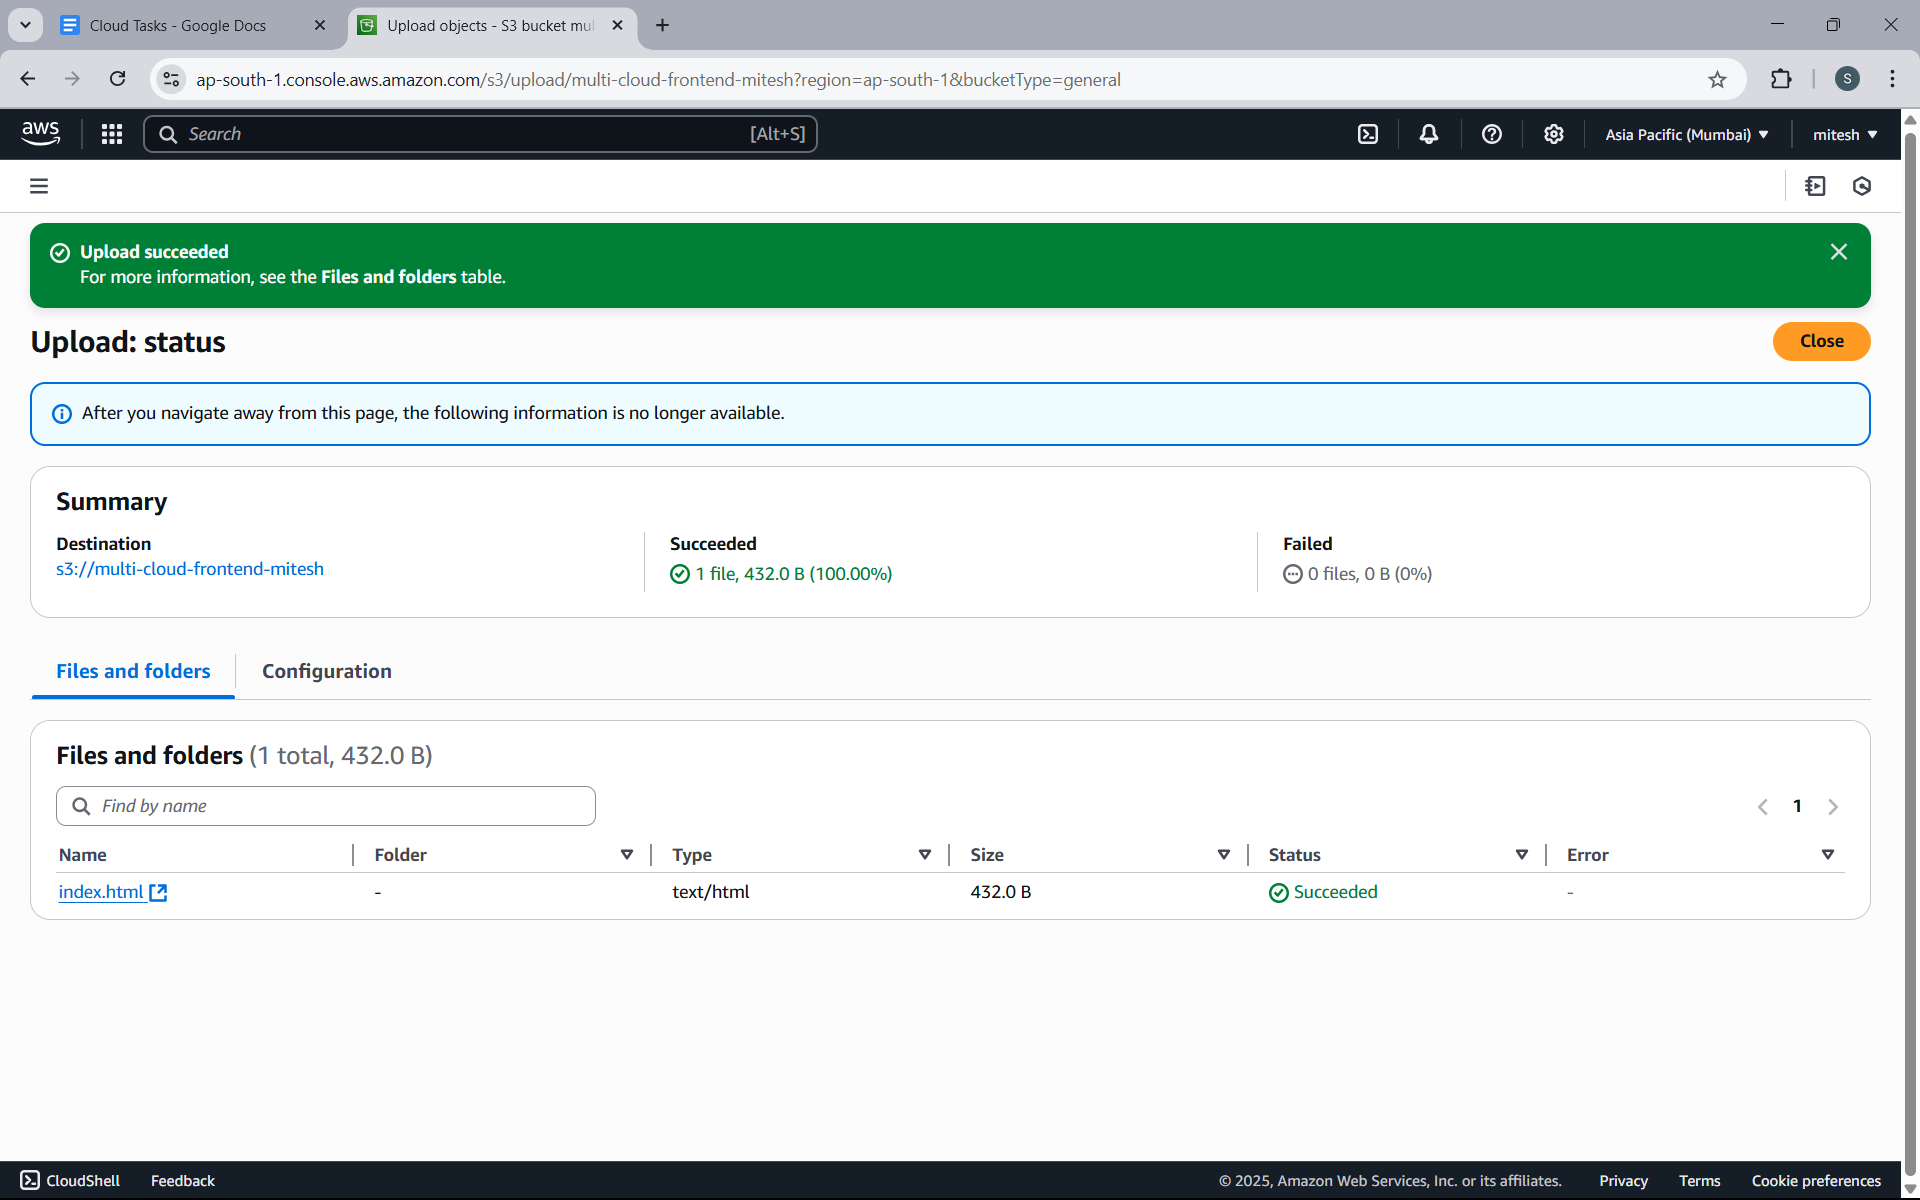 Cloud Tasks - Google Docs
Upload objects - S3 bucket mul
ap-south-1.console.aws.amazon.com/s3/upload/multi-cloud-frontend-mitesh?region=ap-south-1&bucketType=general
S
aws
Search
[Alt+S]
Asia Pacific (Mumbai)
mitesh
Upload succeeded
For more information, see the Files and folders table.
Upload: status
Close
After you navigate away from this page, the following information is no longer available.
Summary
Destination
s3://multi-cloud-frontend-mitesh
Succeeded
1 file, 432.0 B (100.00%)
Failed
0 files, 0 B (0%)
Files and folders
Configuration
Files and folders (1 total, 432.0 B)
Find by name
1
Name Folder Type Size Status Error
index.html - text/html 432.0 B Succeeded -
CloudShell Feedback © 2025, Amazon Web Services, Inc. or its affiliates. Privacy Terms Cookie preferences